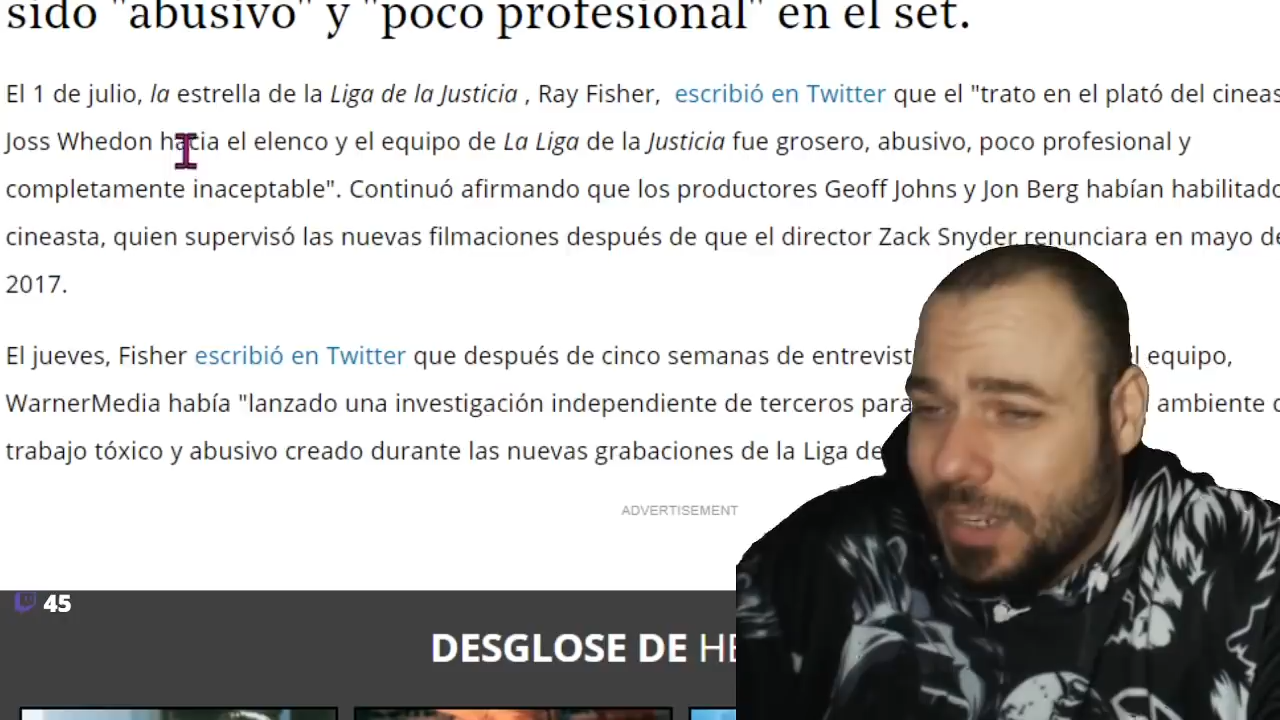 sido "abusivo" y "poco profesional" en el set.
El 1 de julio, la estrella de la Liga de la Justicia , Ray Fisher, escribió en Twitter que el "trato en el plató del cineas
Joss Whedon hacia el elenco y el equipo de La Liga de la Justicia fue grosero, abusivo, poco profesional y
completamente inaceptable". Continuó afirmando que los productores Geoff Johns y Jon Berg habían habilitado
cineasta, quien supervisó las nuevas filmaciones después de que el director Zack Snyder renunciara en mayo de
2017.
El jueves, Fisher escribió en Twitter que después de cinco semanas de entrevist el equipo,
WarnerMedia había "lanzado una investigación independiente de terceros para ambiente d
trabajo tóxico y abusivo creado durante las nuevas grabaciones de la Liga de
ADVERTISEMENT
45
DESGLOSE DE HE